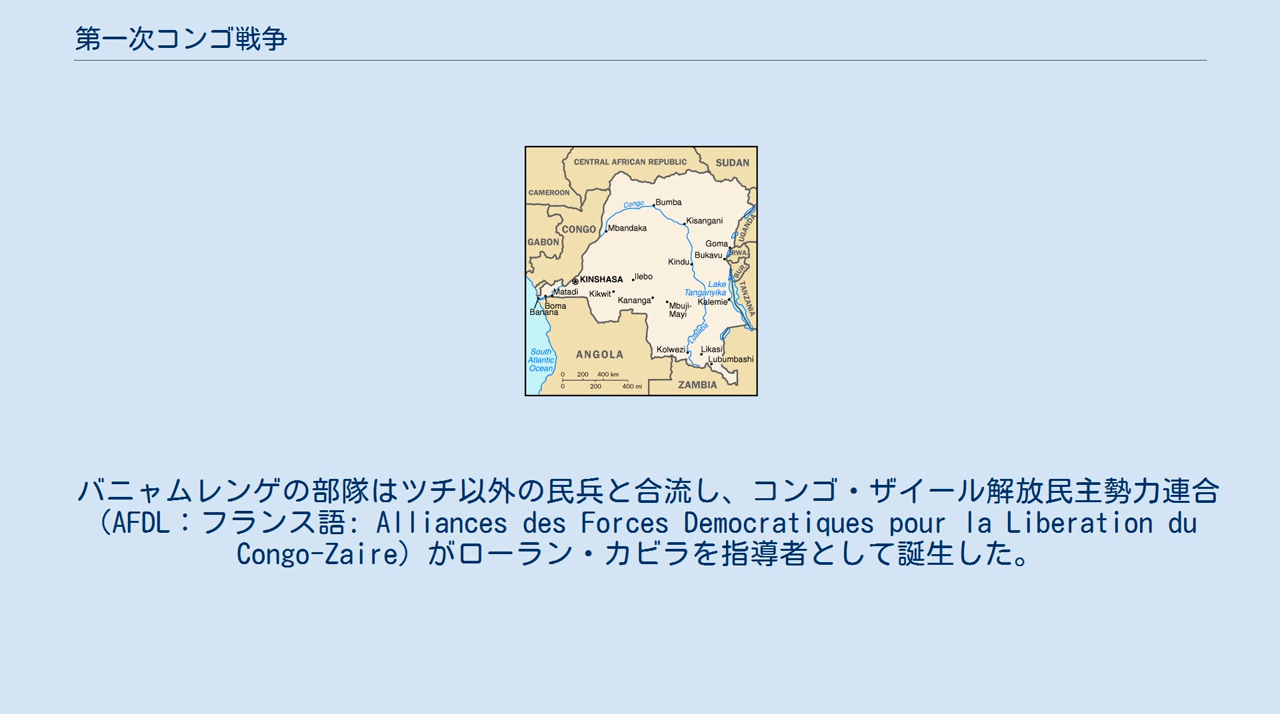 第一次コンゴ戦争
CENTRAL AFRICAN REPUBLIC
SUDAN
CAMEROON
Congo
Bumba
Kisangani
UGANDA
Mbandaka
CONGO
GABON
Goma
RWA.
Bukavu
Kindu
BUR.
KINSHASA
Ilebo
Lake
Tanganyika
TANZANIA
Matadi
Kikwit
Kananga
Kalemie
Boma
Banana
Mbuji-
Mayi
Lualaba
South
Atlantic
Ocean
ANGOLA
Kolwezi
Likasi
Lubumbashi
0 200 400 km
0 200 400 mi
ZAMBIA
バニャムレンゲの部隊はツチ以外の民兵と合流し、コンゴ・ザイール解放民主勢力連合
（AFDL：フランス語: Alliances des Forces Democratiques pour la Liberation du
Congo-Zaire）がローラン・カビラを指導者として誕生した。